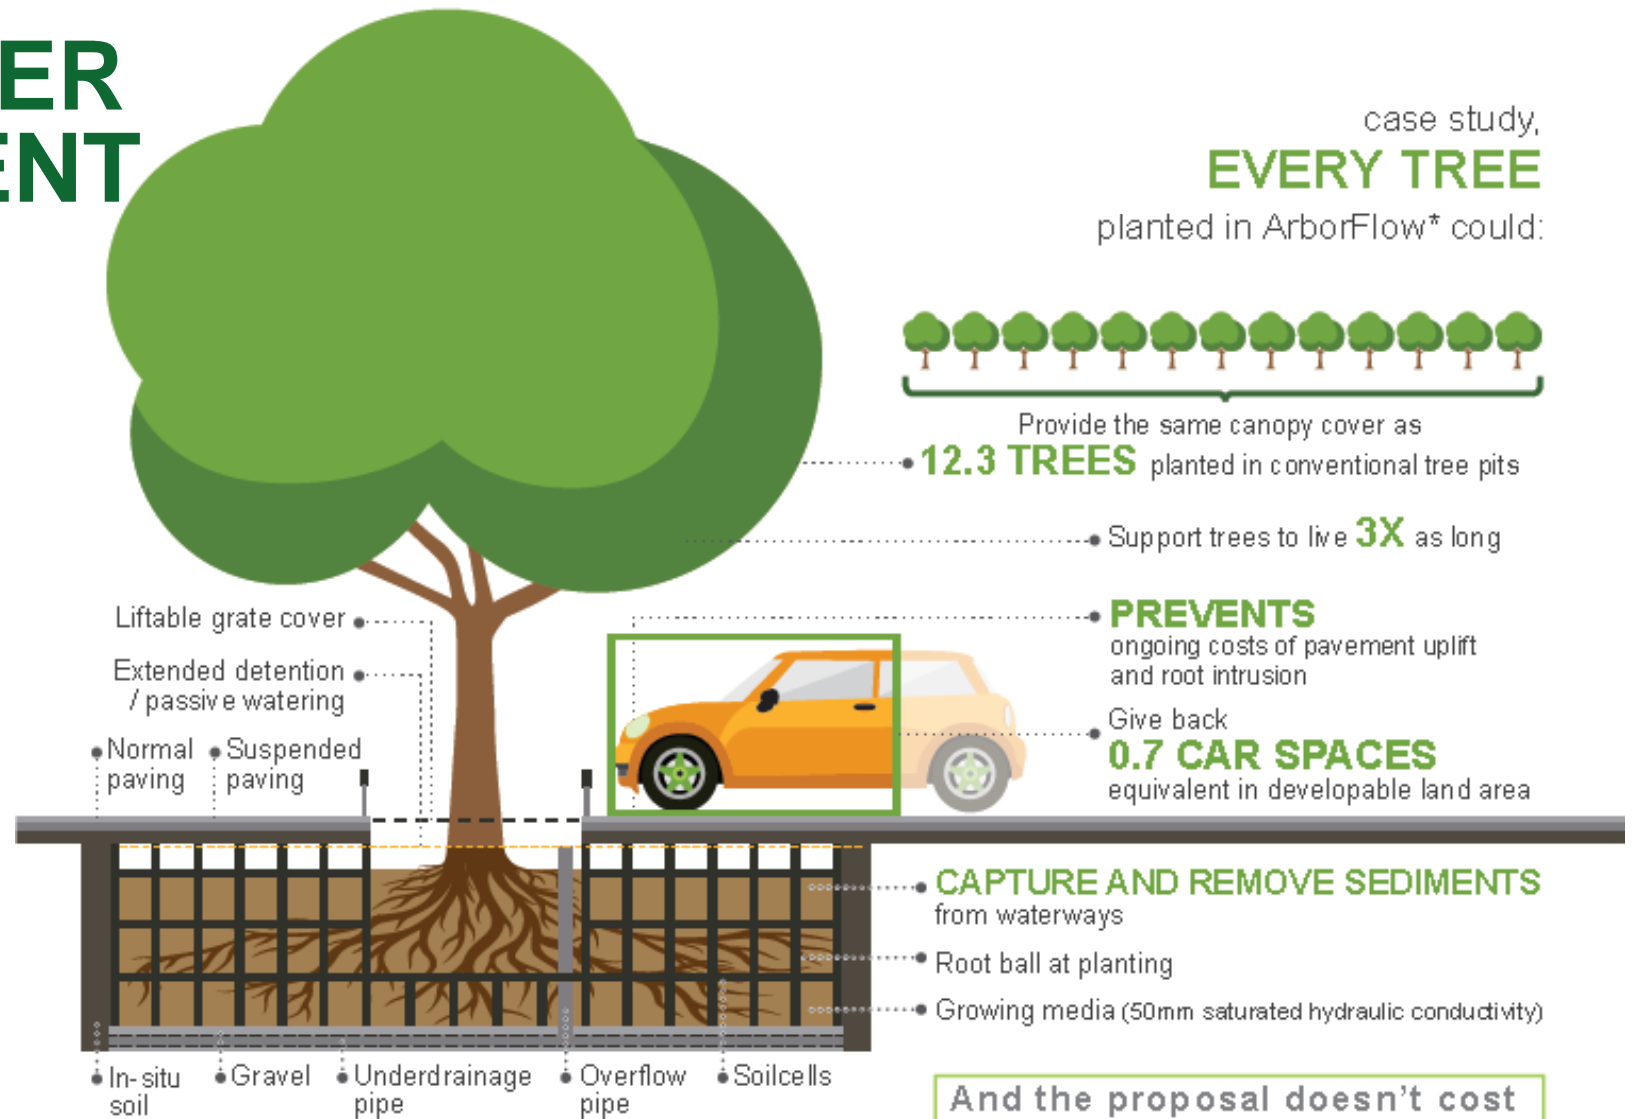 ER
ENT
case study,
EVERY TREE
planted in ArborFlow* could:
Provide the same canopy cover as
12.3 TREES planted in conventional tree pits
Support trees to live 3X as long
PREVENTS
ongoing costs of pavement uplift
and root intrusion
Give back
0.7 CAR SPACES
equivalent in developable land area
Liftable grate cover
Extended detention
/ passive watering
Normal
paving
Suspended
paving
CAPTURE AND REMOVE SEDIMENTS
from waterways
Root ball at planting
Growing media (50mm saturated hydraulic conductivity)
In-situ
soil
Gravel
Underdrainage
pipe
Overflow
pipe
Soilcells
And the proposal doesn't cost